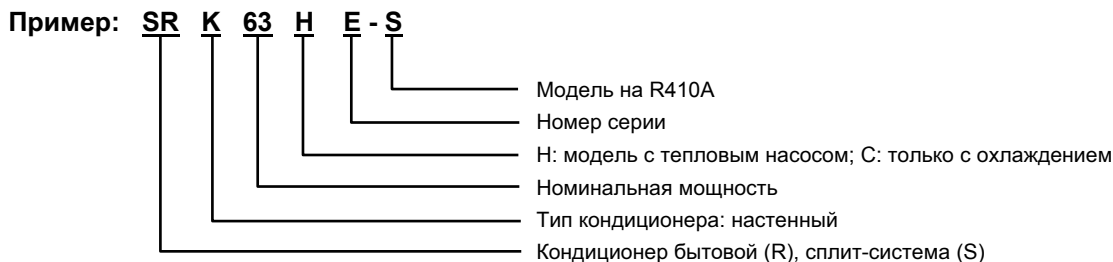 Пример: SR K 63 H E - S
Модель на R410A
Номер серии
H: модель с тепловым насосом; C: только с охлаждением
Номинальная мощность
Тип кондиционера: настенный
Кондиционер бытовой (R), сплит-система (S)